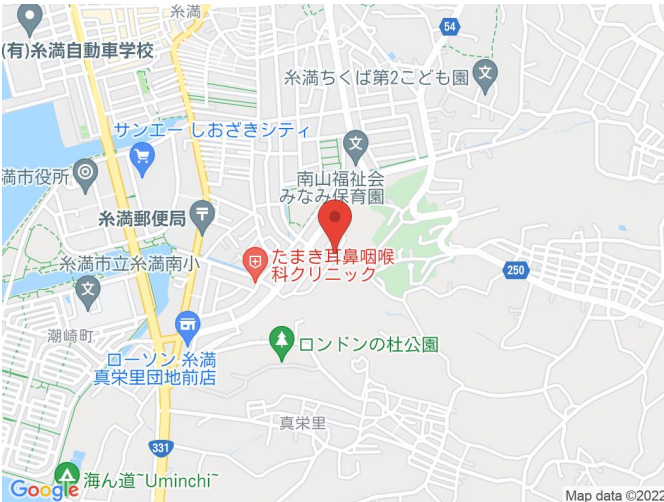 糸満
54
(有)糸満自動車学校
糸満ちくば第2こども園
文
サンエー しおざきシティ
文
満市役所
南山福祉会
みなみ保育園
糸満郵便局
〒
糸満市立糸満南小
たまき耳鼻咽喉
科クリニック
250
文
潮崎町
ローソン 糸満
真栄里団地前店
ロンドンの杜公園
真栄里
331
海ん道~Uminchi~
Google
Map data ©2022